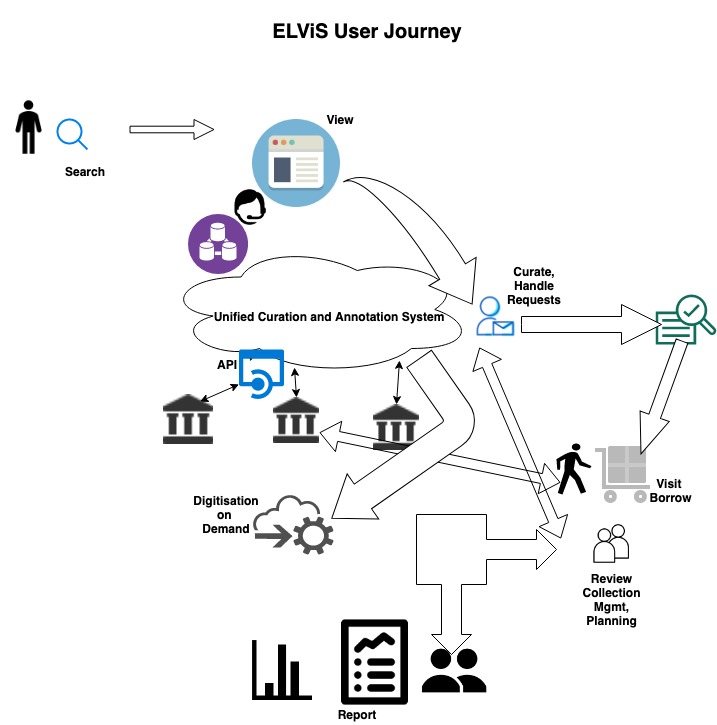 ELViS User Journey
View
Search
Curate,
Handle
Requests
Unified Curation and Annotation System
API
Visit
Borrow
Digitisation
on
Demand
Review
Collection
Mgmt,
Planning
Report